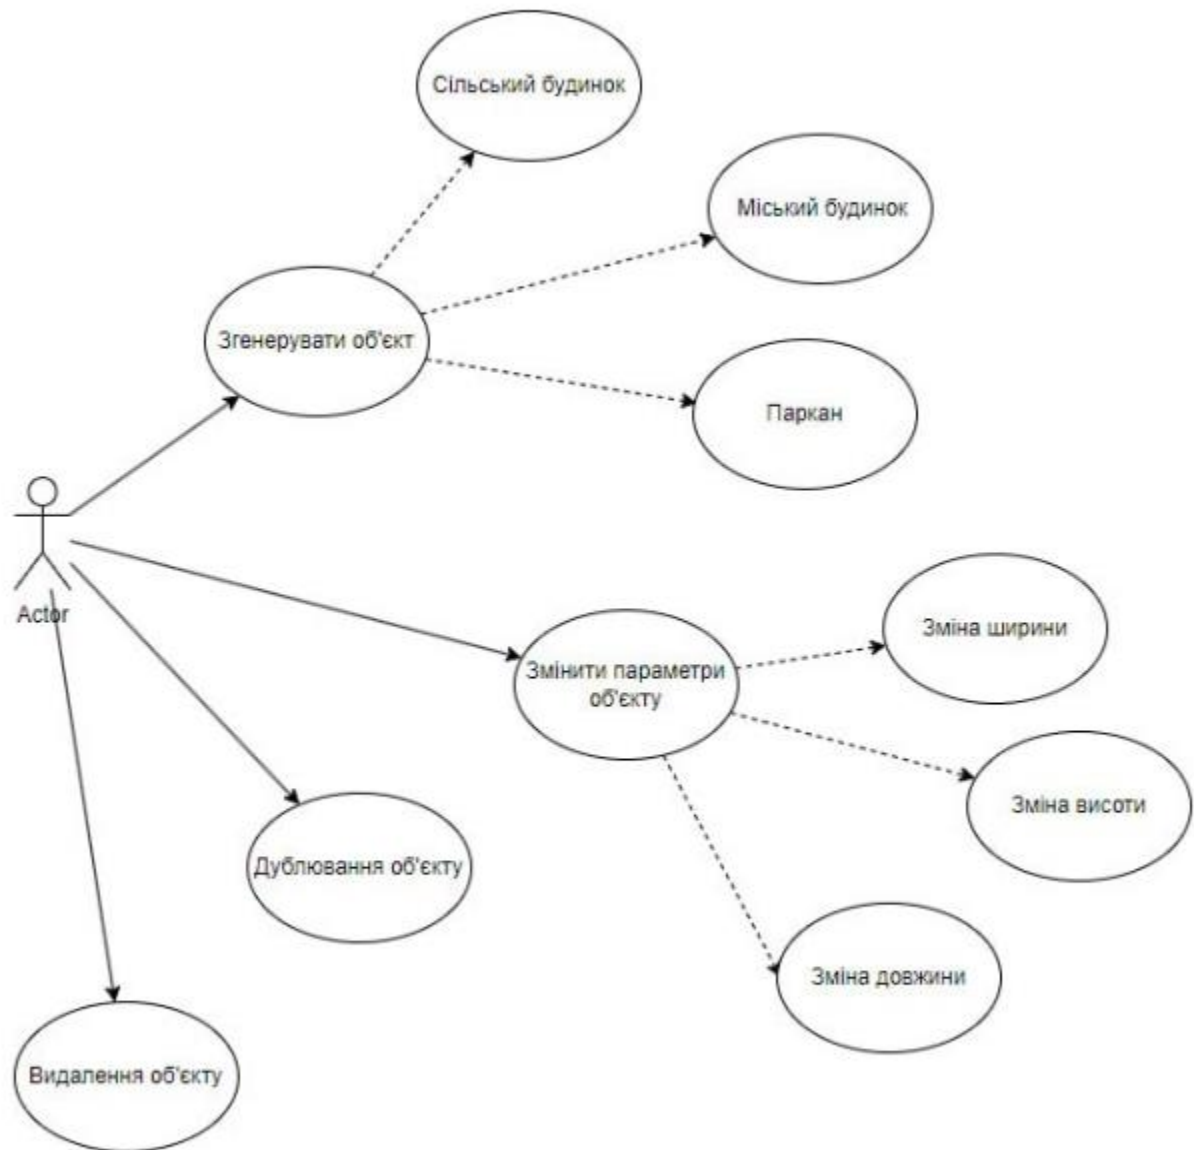 Сільський будинок
Міський будинок
Згенерувати об'єкт
Паркан
Actor
Зміна ширини
Змінити параметри
об'єкту
Зміна висоти
Дублювання об'єкту
Зміна довжини
Видалення об'єкту